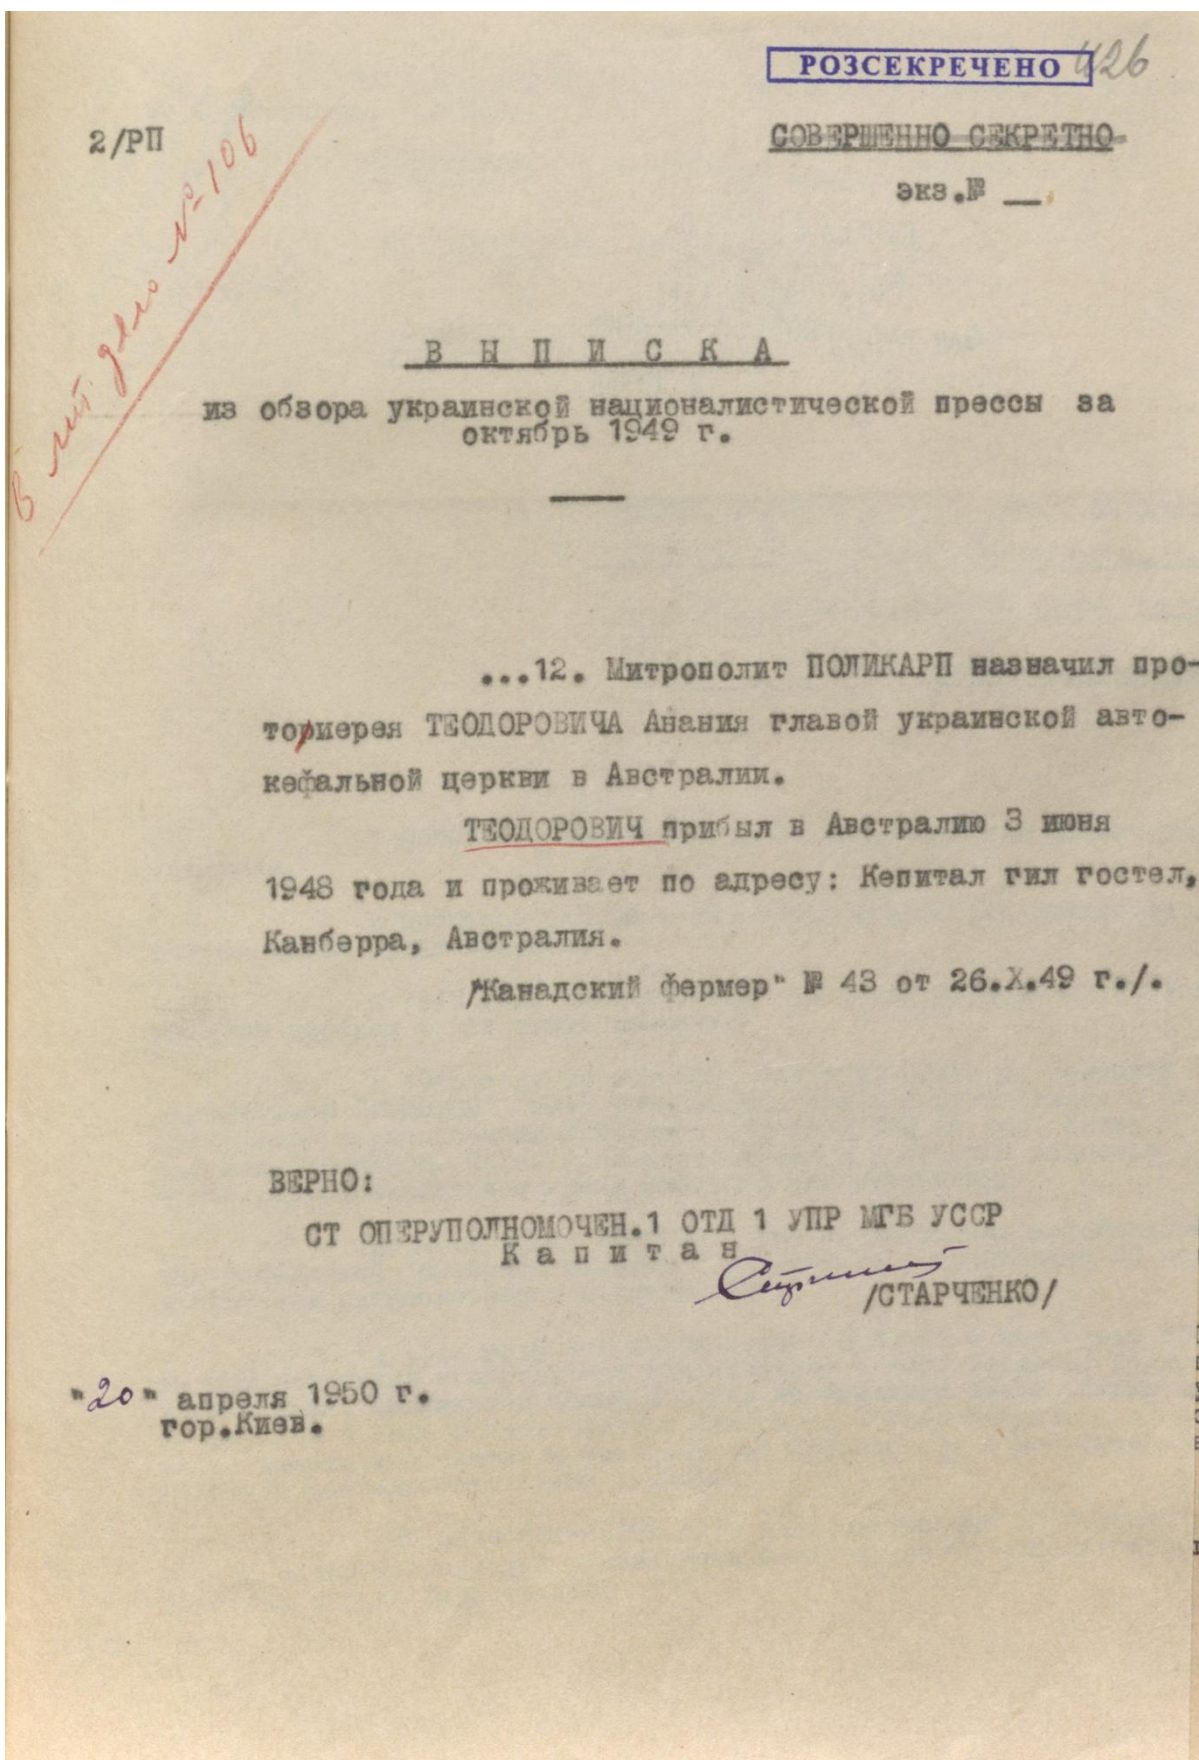 РОЗСЕКРЕЧЕНО 426
2/РП
СОВЕРШЕННО СЕКРЕТНО
экз.№ __
В лит. дело № 106
В Ы П И С К А
из обзора украинской националистической прессы за
октябрь 1949 г.
...12. Митрополит ПОЛИКАРП назначил про-
тоиерея ТЕОДОРОВИЧА Анания главой украинской авто-
кефальной церкви в Австралии.
ТЕОДОРОВИЧ прибыл в Австралию 3 июня
1948 года и проживает по адресу: Кепитал гил гостел,
Канберра, Австралия.
/"Канадский фермер" № 43 от 26.X.49 г./.
ВЕРНО:
СТ ОПЕРУПОЛНОМОЧЕН.1 ОТД 1 УПР МГБ УССР
К а п и т а н
/СТАРЧЕНКО/
"20" апреля 1950 г.
гор.Киев.